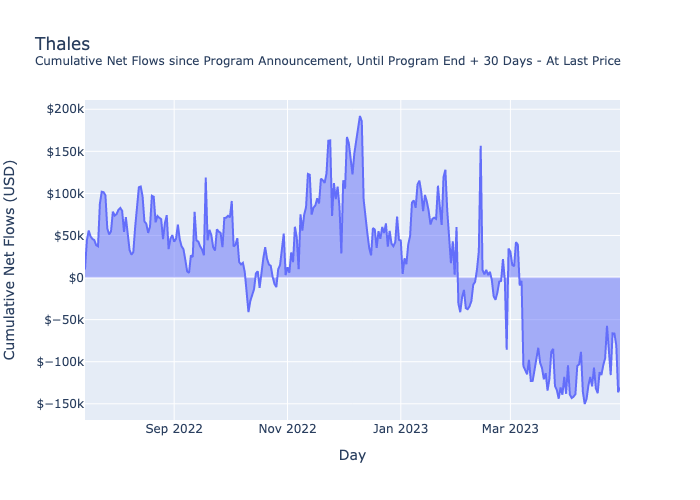 Thales
Cumulative Net Flows since Program Announcement, Until Program End + 30 Days - At Last Price
Cumulative Net Flows (USD)
$200k
$150k
$100k
$50k
$0
$−50k
$−100k
$−150k
Sep 2022
Nov 2022
Jan 2023
Mar 2023
Day